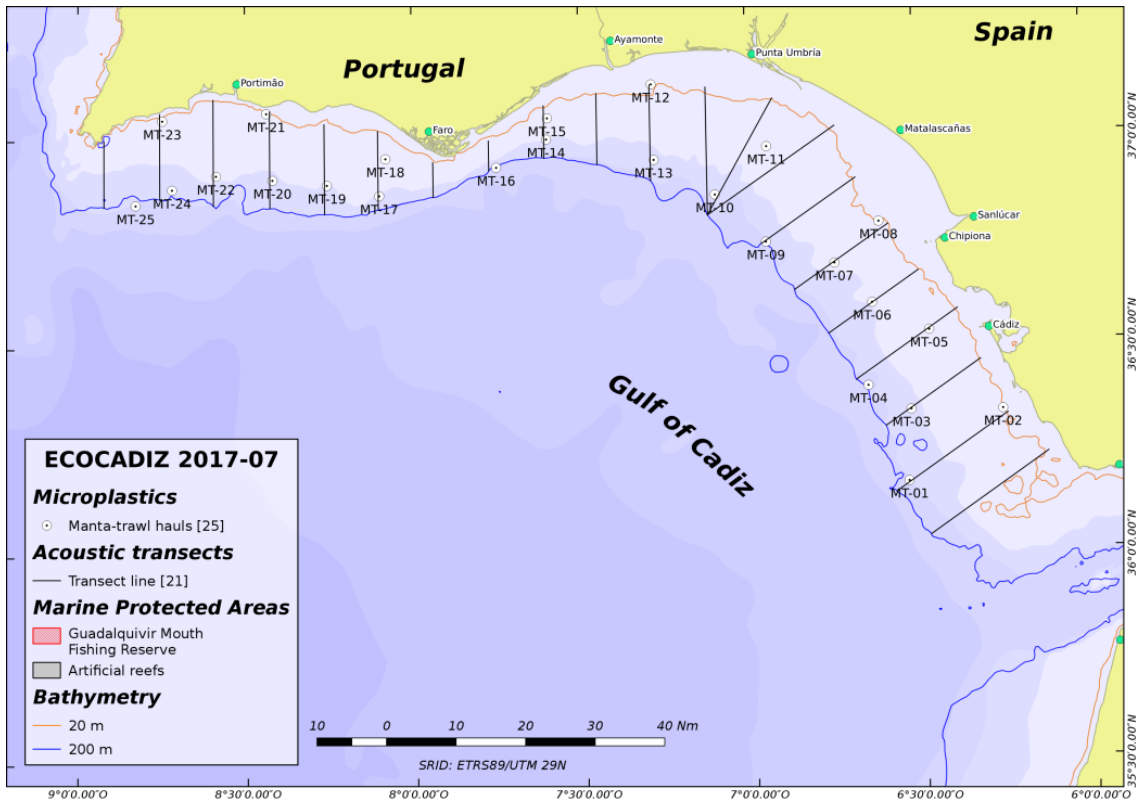 Spain
Portugal
Ayamonte
Punta Umbría
Portimão
MT-12
Faro
Matalascañas
MT-23
MT-21
MT-15
MT-14
MT-11
MT-18
MT-13
MT-16
MT-22
MT-20
MT-19
MT-24
MT-17
MT-25
MT-10
Sanlúcar
Chipiona
MT-08
MT-09
MT-07
MT-06
Cádiz
MT-05
MT-04
MT-03
MT-02
MT-01
Gulf of Cadiz
ECOCADIZ 2017-07
Microplastics
Manta-trawl hauls [25]
Acoustic transects
Transect line [21]
Marine Protected Areas
Guadalquivir Mouth
Fishing Reserve
Artificial reefs
Bathymetry
20 m
200 m
10 0 10 20 30 40 Nm
SRID: ETRS89/UTM 29N
37°0'0.00"N
36°30'0.00"N
36°0'0.00"N
35°30'0.00"N
9°0'0.00"O
8°30'0.00"O
8°0'0.00"O
7°30'0.00"O
7°0'0.00"O
6°30'0.00"O
6°0'0.00"O